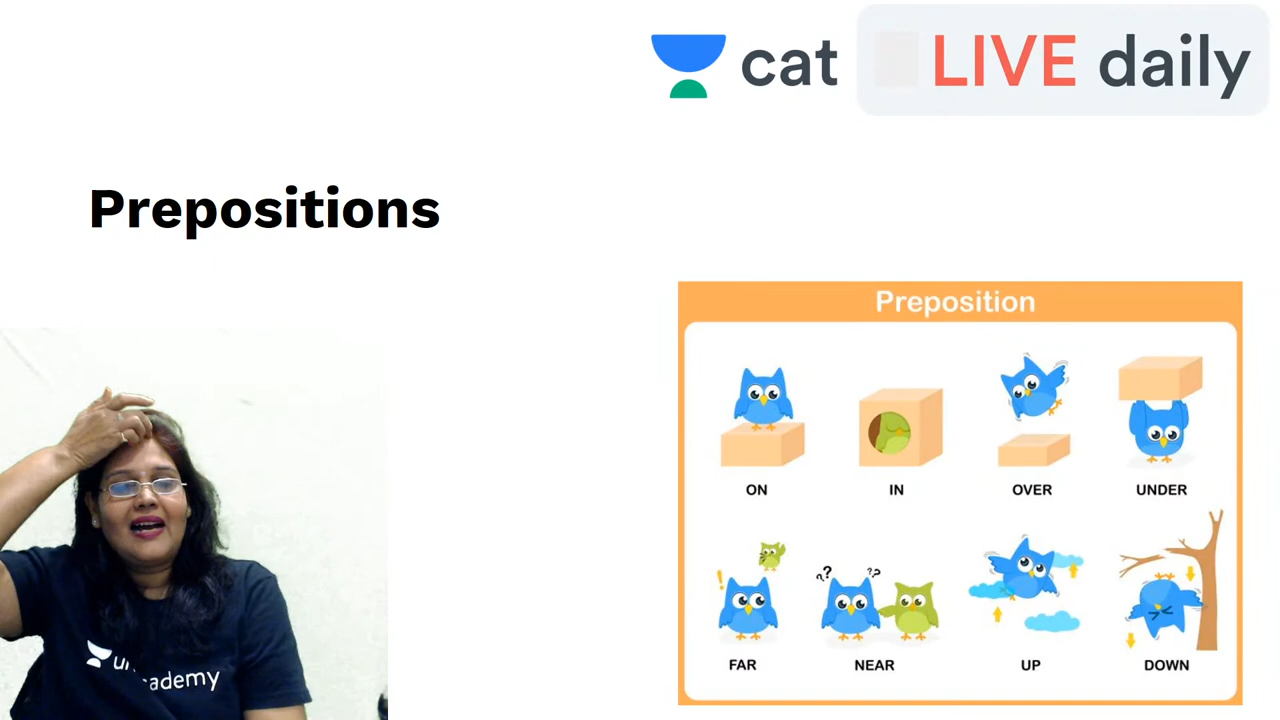 cat LIVE daily
Prepositions
Preposition
ON IN OVER UNDER
FAR NEAR UP DOWN